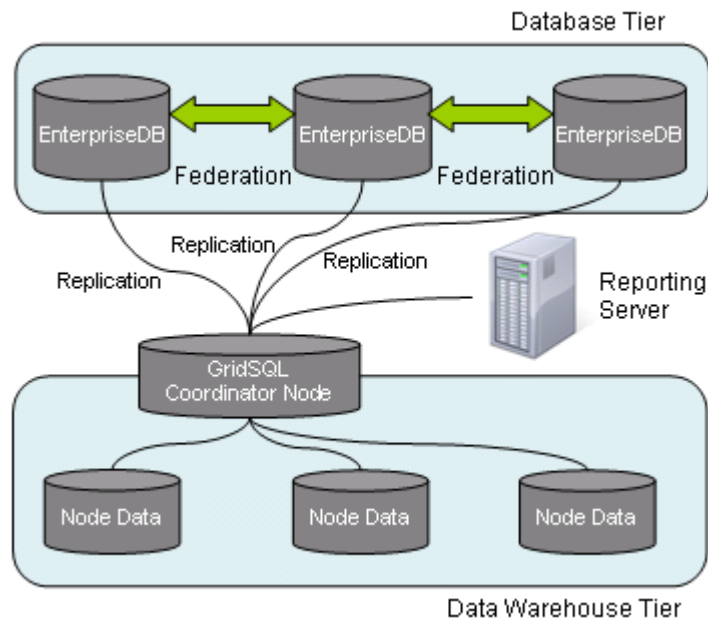 Database Tier
EnterpriseDB
EnterpriseDB
EnterpriseDB
Federation
Federation
Replication
Replication
Replication
Reporting
Server
GridSQL
Coordinator Node
Node Data
Node Data
Node Data
Data Warehouse Tier